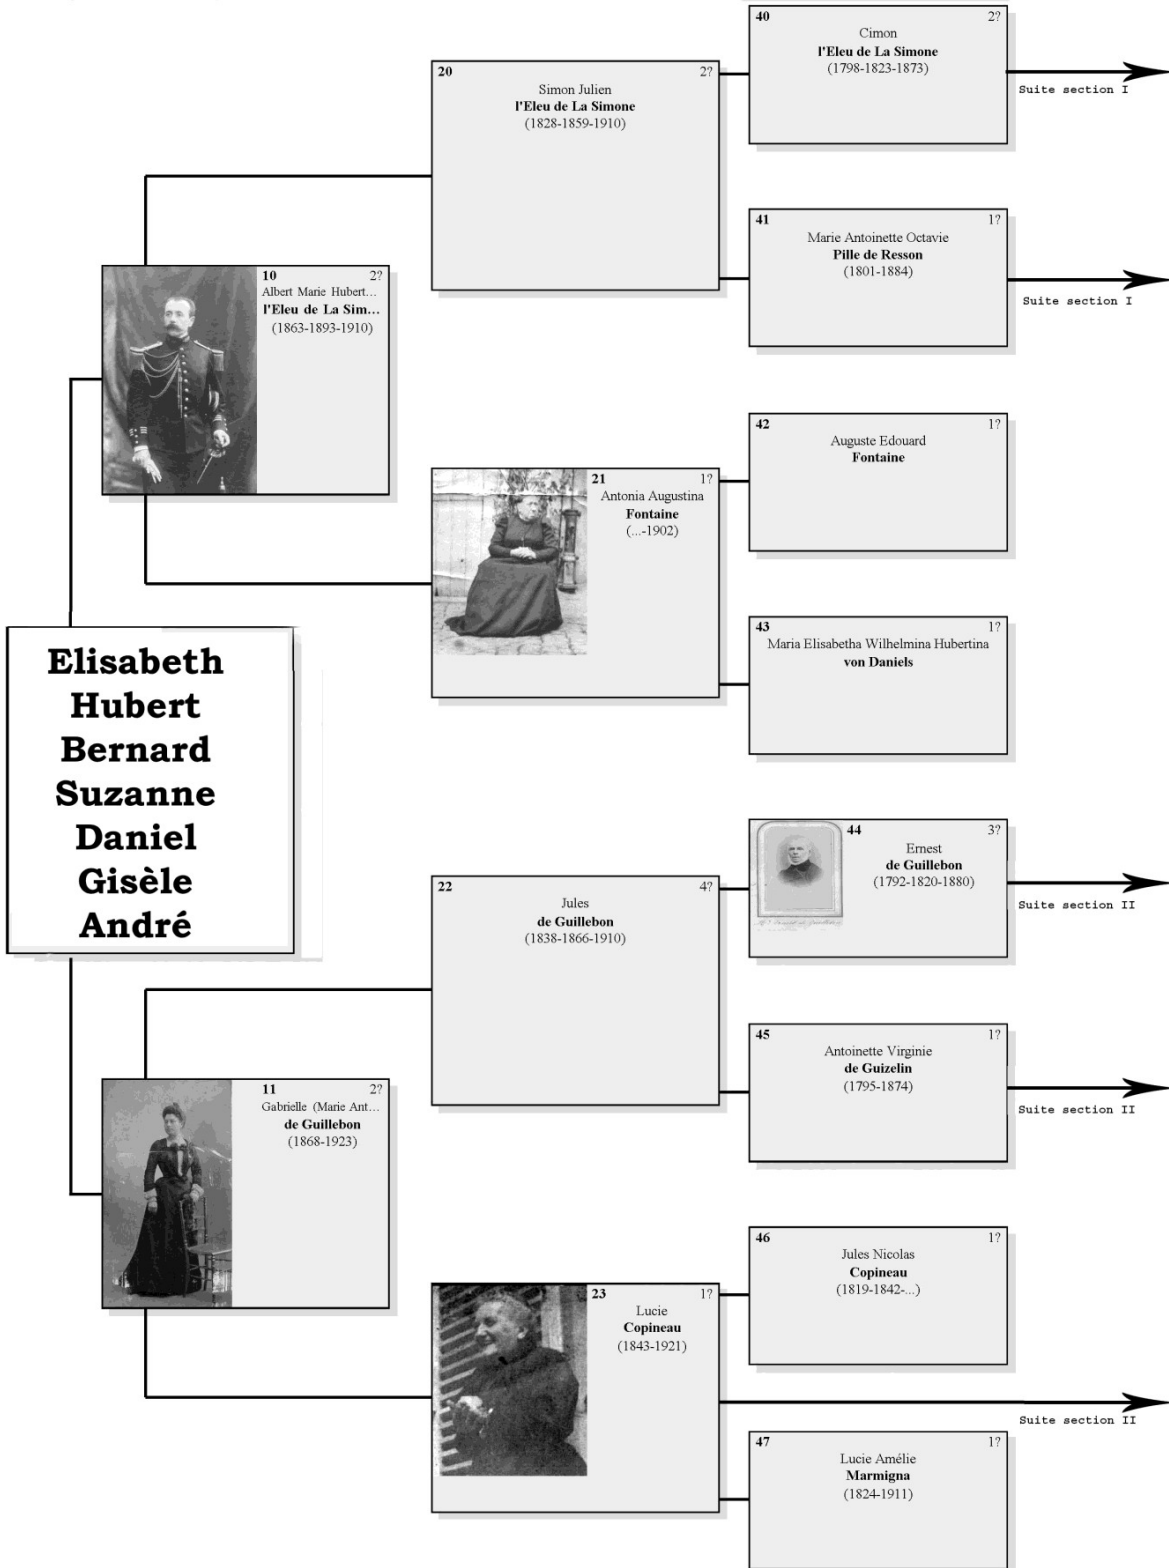 40 2?
Cimon
l'Eleu de La Simone
(1798-1823-1873)
Suite section I
20 2?
Simon Julien
l'Eleu de La Simone
(1828-1859-1910)
41 1?
Marie Antoinette Octavie
Pille de Resson
(1801-1884)
Suite section I
10 2?
Albert Marie Hubert...
l'Eleu de La Sim...
(1863-1893-1910)
42 1?
Auguste Edouard
Fontaine
21 1?
Antonia Augustina
Fontaine
(...-1902)
43 1?
Maria Elisabetha Wilhelmina Hubertina
von Daniels
Elisabeth
Hubert
Bernard
Suzanne
Daniel
Gisèle
André
44 3?
Ernest
de Guillebon
(1792-1820-1880)
Suite section II
22 4?
Jules
de Guillebon
(1838-1866-1910)
45 1?
Antoinette Virginie
de Guizelin
(1795-1874)
Suite section II
11 2?
Gabrielle (Marie Ant...
de Guillebon
(1868-1923)
46 1?
Jules Nicolas
Copineau
(1819-1842-...)
23 1?
Lucie
Copineau
(1843-1921)
Suite section II
47 1?
Lucie Amélie
Marmigna
(1824-1911)